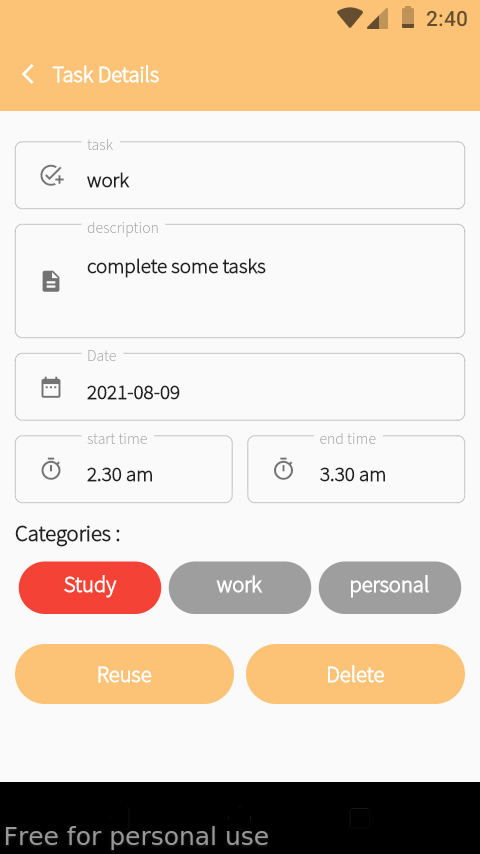 2:40
Task Details
task
work
description
complete some tasks
Date
2021-08-09
start time
end time
2.30 am
3.30 am
Categories :
Study
work
personal
Reuse
Delete
Free for personal use